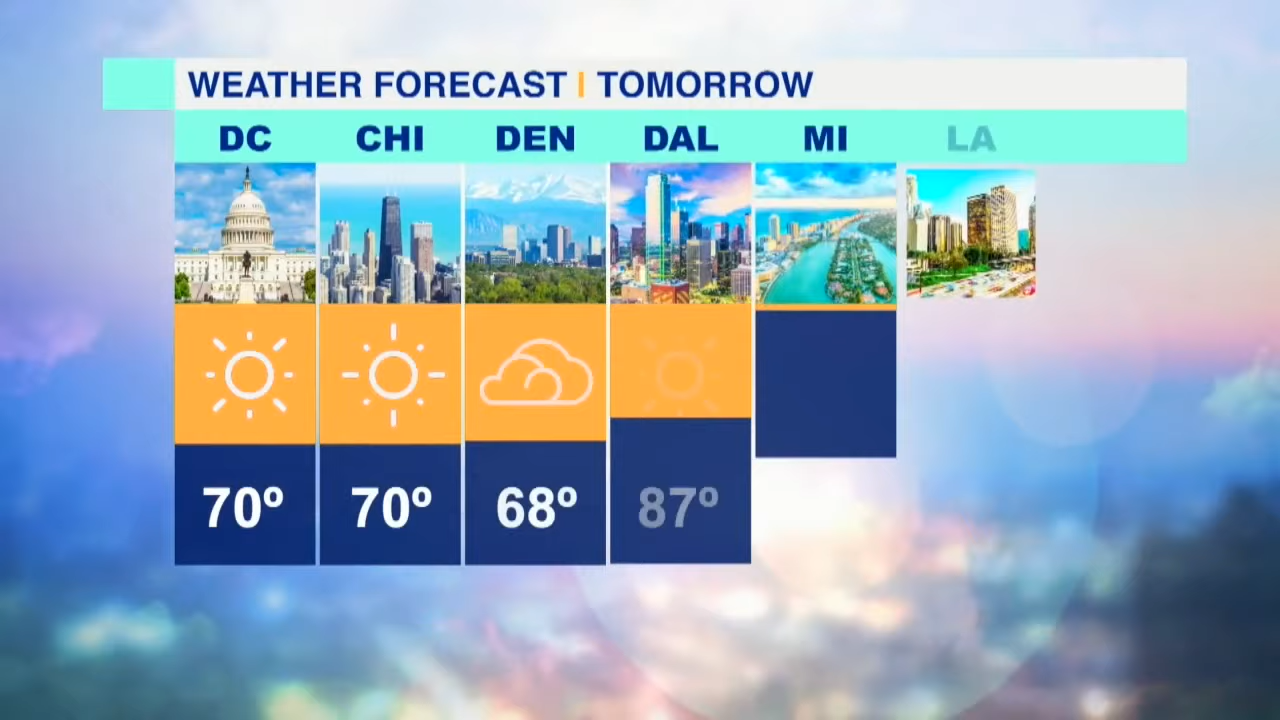 WEATHER FORECAST | TOMORROW
DC CHI DEN DAL MI LA
70º 70º 68º 87º